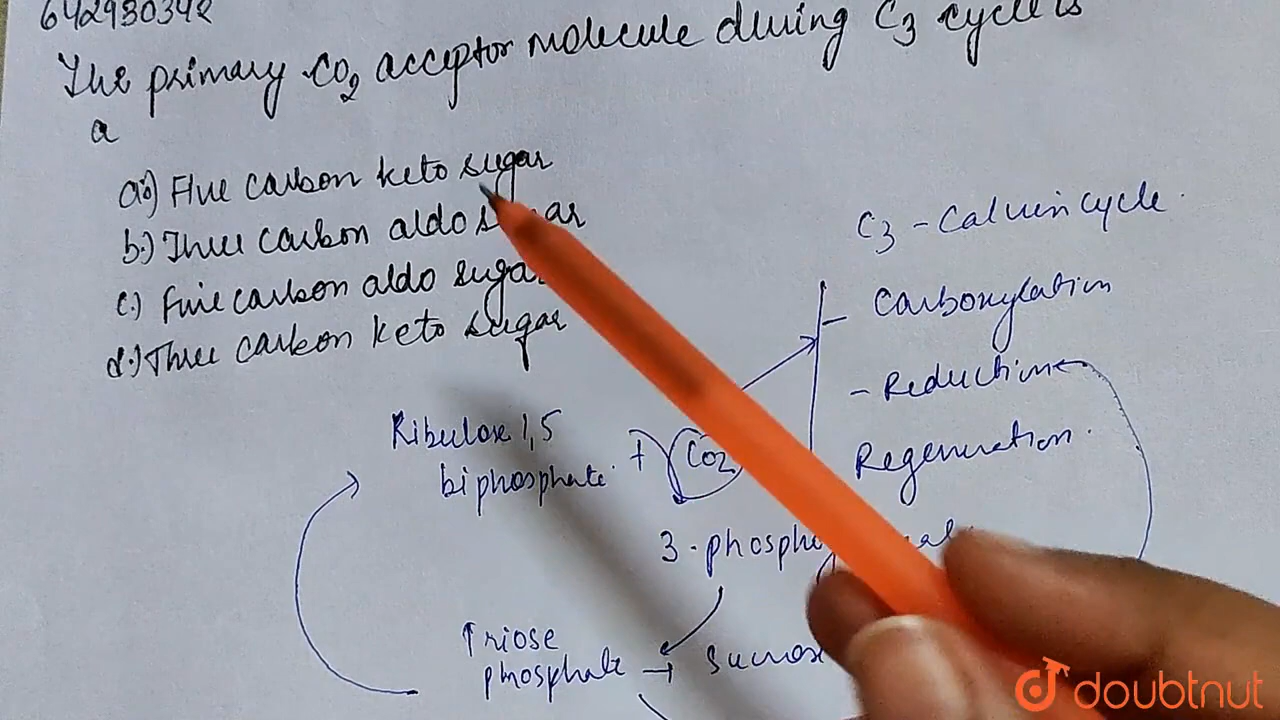 642930342
The primary CO2 acceptor molecule during C3 cycle is
a
a.) Five carbon keto sugar
b.) Three carbon aldo sugar
c.) Five carbon aldo sugar
d.) Three carbon keto sugar
C3 - Calvin cycle.
- Carboxylation
- Reduction
Regeneration.
Ribulose 1,5
biphosphate + CO2
3-phospho
Triose
phosphate → Sucrose
doubtnut